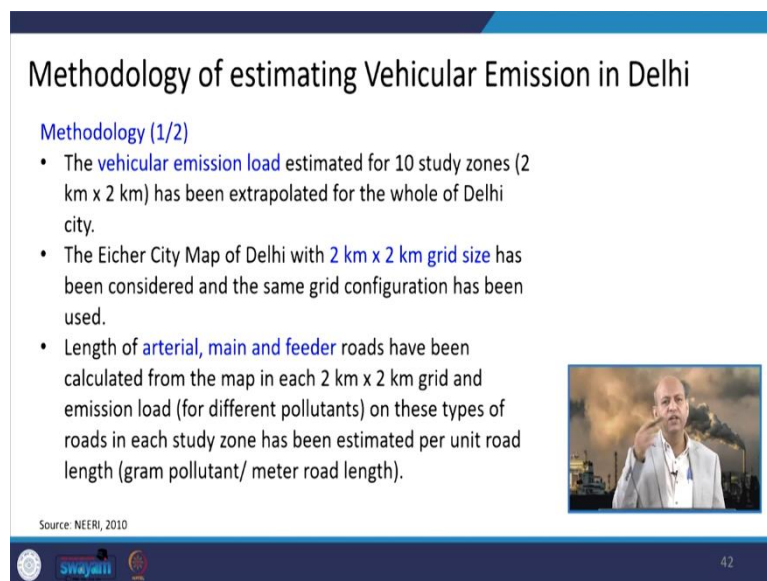 Methodology of estimating Vehicular Emission in Delhi
Methodology (1/2)
• The vehicular emission load estimated for 10 study zones (2
km x 2 km) has been extrapolated for the whole of Delhi
city.
• The Eicher City Map of Delhi with 2 km x 2 km grid size has
been considered and the same grid configuration has been
used.
• Length of arterial, main and feeder roads have been
calculated from the map in each 2 km x 2 km grid and
emission load (for different pollutants) on these types of
roads in each study zone has been estimated per unit road
length (gram pollutant/ meter road length).
Source: NEERI, 2010
swayam
42